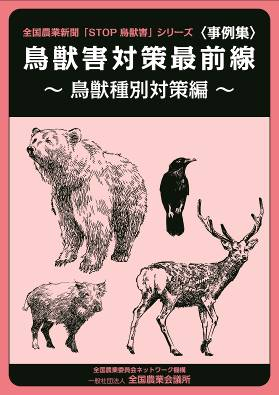 全国農業新聞「STOP 鳥獣害」シリーズ〈事例集〉
鳥獣害対策最前線
～ 鳥獣種別対策編 ～
全国農業委員会ネットワーク機構
一般社団法人 全国農業会議所